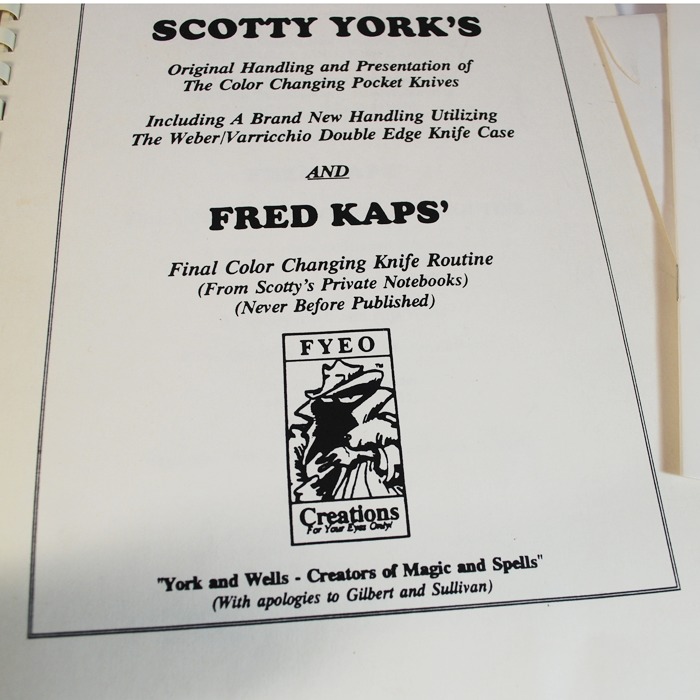 SCOTTY YORK'S
Original Handling and Presentation of
The Color Changing Pocket Knives
Including A Brand New Handling Utilizing
The Weber/Varricchio Double Edge Knife Case
AND
FRED KAPS'
Final Color Changing Knife Routine
(From Scotty's Private Notebooks)
(Never Before Published)
FYEO
TM
Creations
For Your Eyes Only!
"York and Wells - Creators of Magic and Spells"
(With apologies to Gilbert and Sullivan)